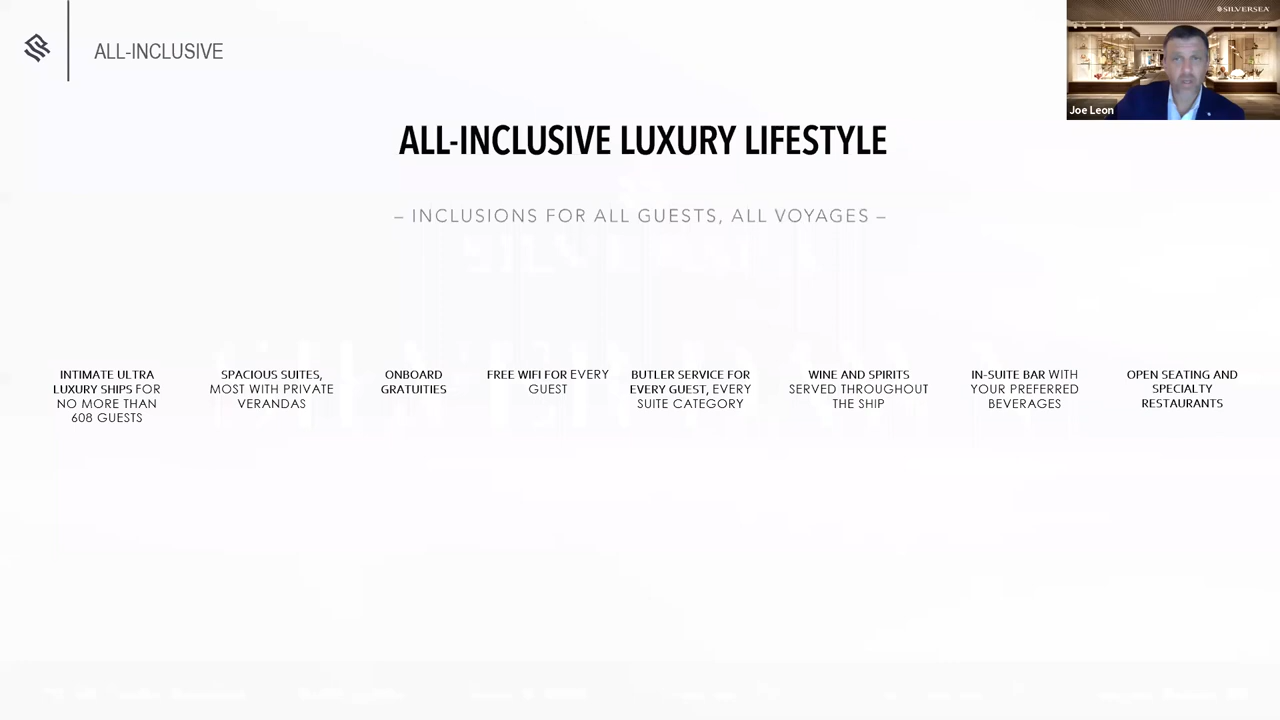 ALL-INCLUSIVE
SILVERSEA
Joe Leon
ALL-INCLUSIVE LUXURY LIFESTYLE
– INCLUSIONS FOR ALL GUESTS, ALL VOYAGES –
INTIMATE ULTRA
LUXURY SHIPS FOR
NO MORE THAN
608 GUESTS
SPACIOUS SUITES,
MOST WITH PRIVATE
VERANDAS
ONBOARD
GRATUITIES
FREE WIFI FOR EVERY
GUEST
BUTLER SERVICE FOR
EVERY GUEST, EVERY
SUITE CATEGORY
WINE AND SPIRITS
SERVED THROUGHOUT
THE SHIP
IN-SUITE BAR WITH
YOUR PREFERRED
BEVERAGES
OPEN SEATING AND
SPECIALTY
RESTAURANTS